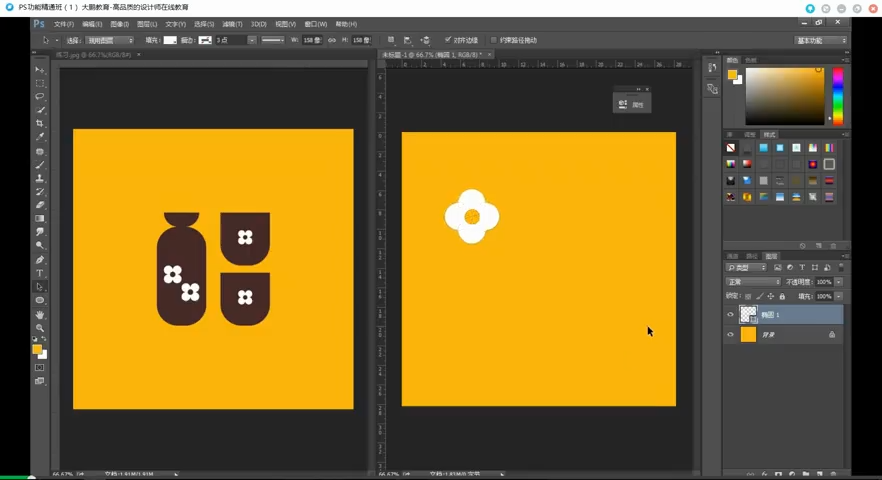 PS功能精通班（1）大鹏教育-高品质的设计师在线教育
Ps 文件(F) 编辑(E) 图像(I) 图层(L) 文字(Y) 选择(S) 滤镜(T) 3D(D) 视图(V) 窗口(W) 帮助(H)
选择: 现用图层 填充: 描边: 3 点 W: 158 像 H: 158 像 对齐边缘 约束路径拖动 基本功能
练习.jpg @ 66.7%(RGB/8#) × 未标题-1 @ 66.7% (椭圆 1, RGB/8) * ×
颜色 色板
属性
库 调整 样式
通道 路径 图层
类型
正常 不透明度: 100%
锁定: 填充: 100%
椭圆 1
背景
66.67% 文档:1.91M/1.91M 66.67% 文档:1.91M/0 字节